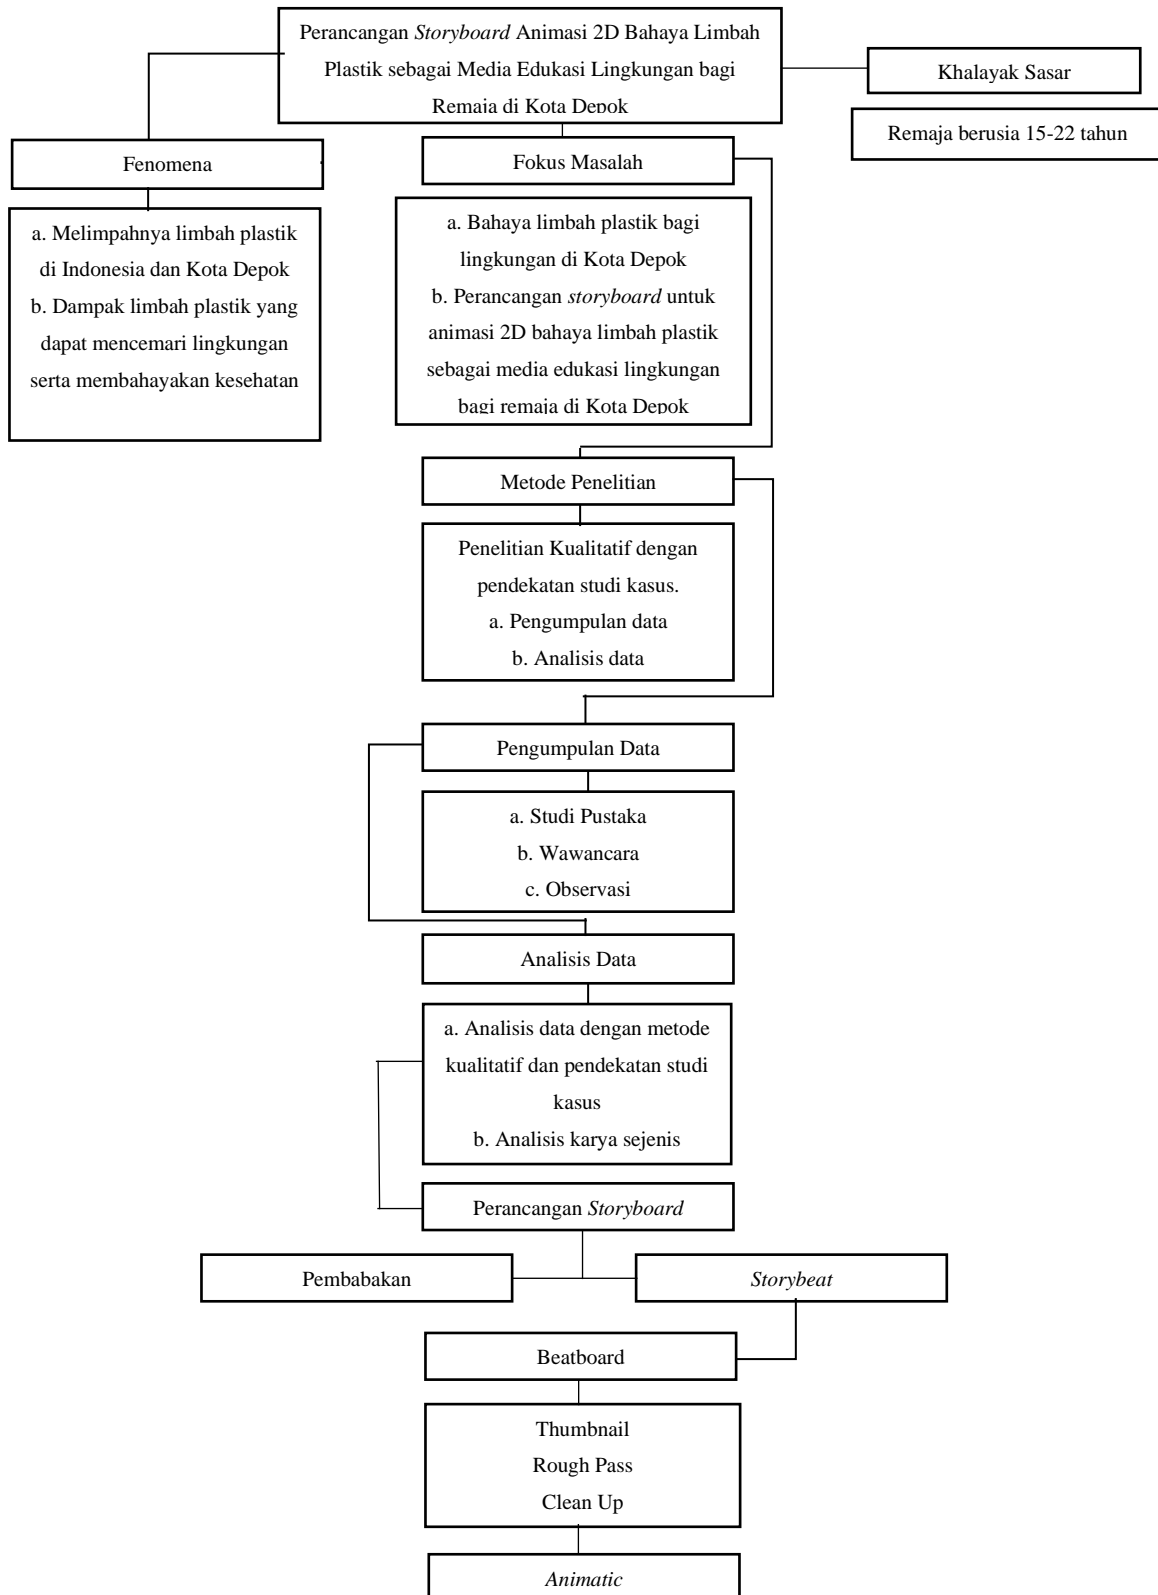 Perancangan Storyboard Animasi 2D Bahaya Limbah
Plastik sebagai Media Edukasi Lingkungan bagi
Remaja di Kota Depok
Khalayak Sasar
Remaja berusia 15-22 tahun
Fenomena
a. Melimpahnya limbah plastik
di Indonesia dan Kota Depok
b. Dampak limbah plastik yang
dapat mencemari lingkungan
serta membahayakan kesehatan
Fokus Masalah
a. Bahaya limbah plastik bagi
lingkungan di Kota Depok
b. Perancangan storyboard untuk
animasi 2D bahaya limbah plastik
sebagai media edukasi lingkungan
bagi remaja di Kota Depok
Metode Penelitian
Penelitian Kualitatif dengan
pendekatan studi kasus.
a. Pengumpulan data
b. Analisis data
Pengumpulan Data
a. Studi Pustaka
b. Wawancara
c. Observasi
Analisis Data
a. Analisis data dengan metode
kualitatif dan pendekatan studi
kasus
b. Analisis karya sejenis
Perancangan Storyboard
Pembabakan
Storybeat
Beatboard
Thumbnail
Rough Pass
Clean Up
Animatic